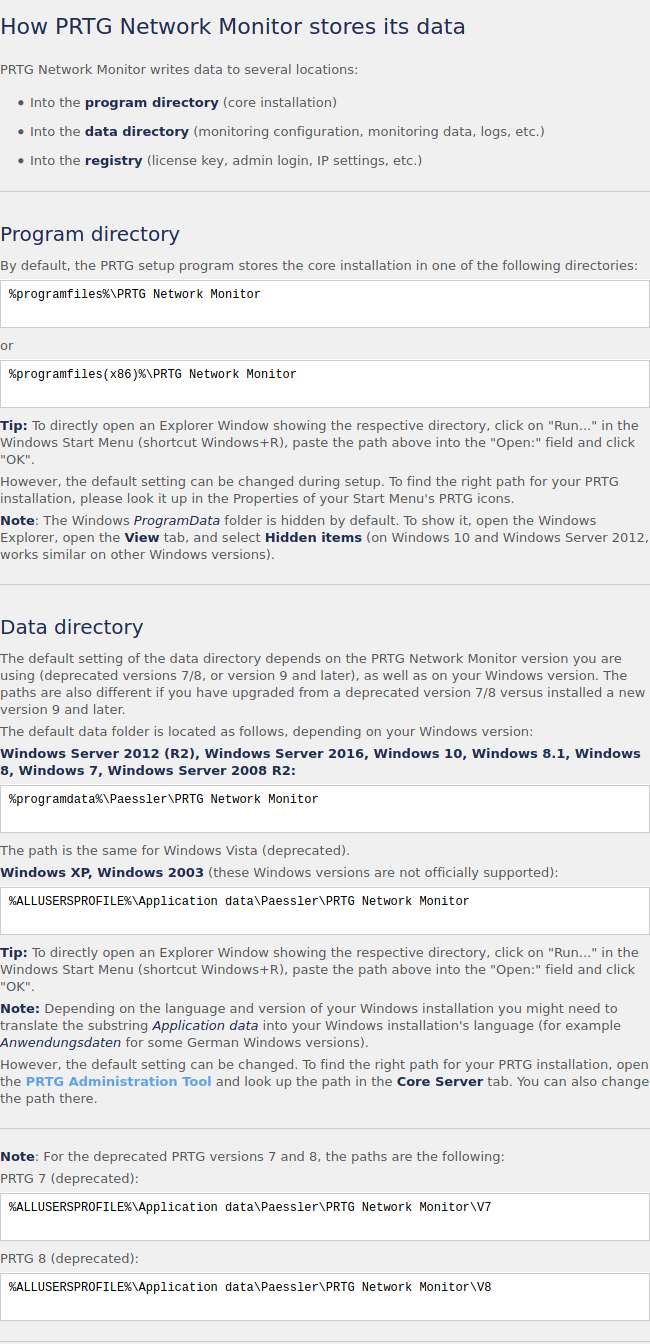 How PRTG Network Monitor stores its data
PRTG Network Monitor writes data to several locations:
• Into the program directory (core installation)
• Into the data directory (monitoring configuration, monitoring data, logs, etc.)
• Into the registry (license key, admin login, IP settings, etc.)
Program directory
By default, the PRTG setup program stores the core installation in one of the following directories:
%programfiles%\PRTG Network Monitor
or
%programfiles(x86)%\PRTG Network Monitor
Tip: To directly open an Explorer Window showing the respective directory, click on "Run..." in the
Windows Start Menu (shortcut Windows+R), paste the path above into the "Open:" field and click
"OK".
However, the default setting can be changed during setup. To find the right path for your PRTG
installation, please look it up in the Properties of your Start Menu's PRTG icons.
Note: The Windows ProgramData folder is hidden by default. To show it, open the Windows
Explorer, open the View tab, and select Hidden items (on Windows 10 and Windows Server 2012,
works similar on other Windows versions).
Data directory
The default setting of the data directory depends on the PRTG Network Monitor version you are
using (deprecated versions 7/8, or version 9 and later), as well as on your Windows version. The
paths are also different if you have upgraded from a deprecated version 7/8 versus installed a new
version 9 and later.
The default data folder is located as follows, depending on your Windows version:
Windows Server 2012 (R2), Windows Server 2016, Windows 10, Windows 8.1, Windows
8, Windows 7, Windows Server 2008 R2:
%programdata%\Paessler\PRTG Network Monitor
The path is the same for Windows Vista (deprecated).
Windows XP, Windows 2003 (these Windows versions are not officially supported):
%ALLUSERSPROFILE%\Application data\Paessler\PRTG Network Monitor
Tip: To directly open an Explorer Window showing the respective directory, click on "Run..." in the
Windows Start Menu (shortcut Windows+R), paste the path above into the "Open:" field and click
"OK".
Note: Depending on the language and version of your Windows installation you might need to
translate the substring Application data into your Windows installation's language (for example
Anwendungsdaten for some German Windows versions).
However, the default setting can be changed. To find the right path for your PRTG installation, open
the PRTG Administration Tool and look up the path in the Core Server tab. You can also change
the path there.
Note: For the deprecated PRTG versions 7 and 8, the paths are the following:
PRTG 7 (deprecated):
%ALLUSERSPROFILE%\Application data\Paessler\PRTG Network Monitor\V7
PRTG 8 (deprecated):
%ALLUSERSPROFILE%\Application data\Paessler\PRTG Network Monitor\V8